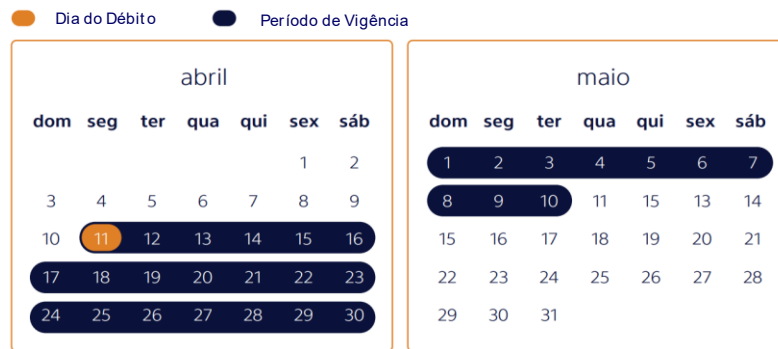 Dia do Débito Período de Vigência
abril
dom seg ter qua qui sex sáb
1 2
3 4 5 6 7 8 9
10 11 12 13 14 15 16
17 18 19 20 21 22 23
24 25 26 27 28 29 30
maio
dom seg ter qua qui sex sáb
1 2 3 4 5 6 7
8 9 10 11 15 13 14
15 16 17 18 19 20 21
22 23 24 25 26 27 28
29 30 31